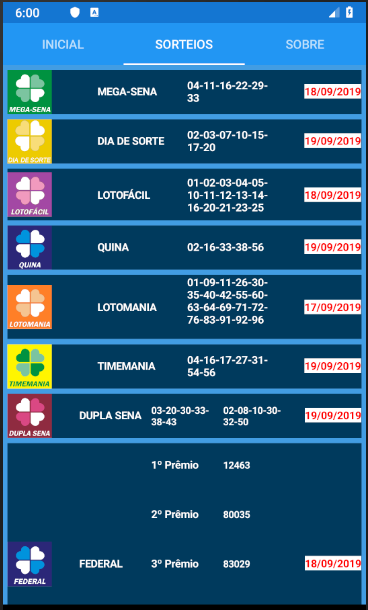 6:00
A
INICIAL SORTEIOS SOBRE
MEGA-SENA MEGA-SENA 04-11-16-22-29-
33 18/09/2019
DIA DE SORTE DIA DE SORTE 02-03-07-10-15-
17-20 19/09/2019
LOTOFÁCIL LOTOFÁCIL 01-02-03-04-05-
10-11-12-13-14-
16-20-21-23-25 18/09/2019
QUINA QUINA 02-16-33-38-56 19/09/2019
LOTOMANIA LOTOMANIA 01-09-11-26-30-
35-40-42-55-60-
63-64-69-71-72-
76-83-91-92-96 17/09/2019
TIMEMANIA TIMEMANIA 04-16-17-27-31-
54-56 19/09/2019
DUPLA SENA DUPLA SENA 03-20-30-33-
38-43 02-08-10-30-
32-50 19/09/2019
1º Prêmio 12463
2º Prêmio 80035
FEDERAL FEDERAL 3º Prêmio 83029 18/09/2019